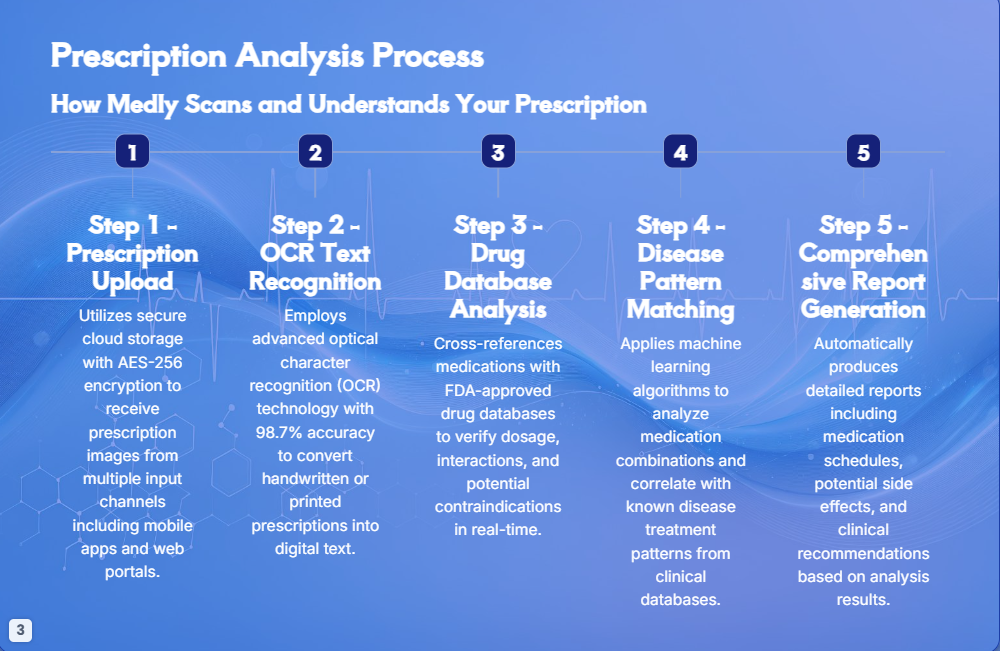 Prescription Analysis Process
How Medly Scans and Understands Your Prescription
1
Step 1 -
Prescription
Upload
Utilizes secure
cloud storage
with AES-256
encryption to
receive
prescription
images from
multiple input
channels
including mobile
apps and web
portals.
2
Step 2 -
OCR Text
Recognition
Employs
advanced optical
character
recognition (OCR)
technology with
98.7% accuracy
to convert
handwritten or
printed
prescriptions into
digital text.
3
Step 3 -
Drug
Database
Analysis
Cross-references
medications with
FDA-approved
drug databases
to verify dosage,
interactions, and
potential
contraindications
in real-time.
4
Step 4 -
Disease
Pattern
Matching
Applies machine
learning
algorithms to
analyze
medication
combinations and
correlate with
known disease
treatment
patterns from
clinical
databases.
5
Step 5 -
Comprehen
sive Report
Generation
Automatically
produces
detailed reports
including
medication
schedules,
potential side
effects, and
clinical
recommendations
based on analysis
results.
3